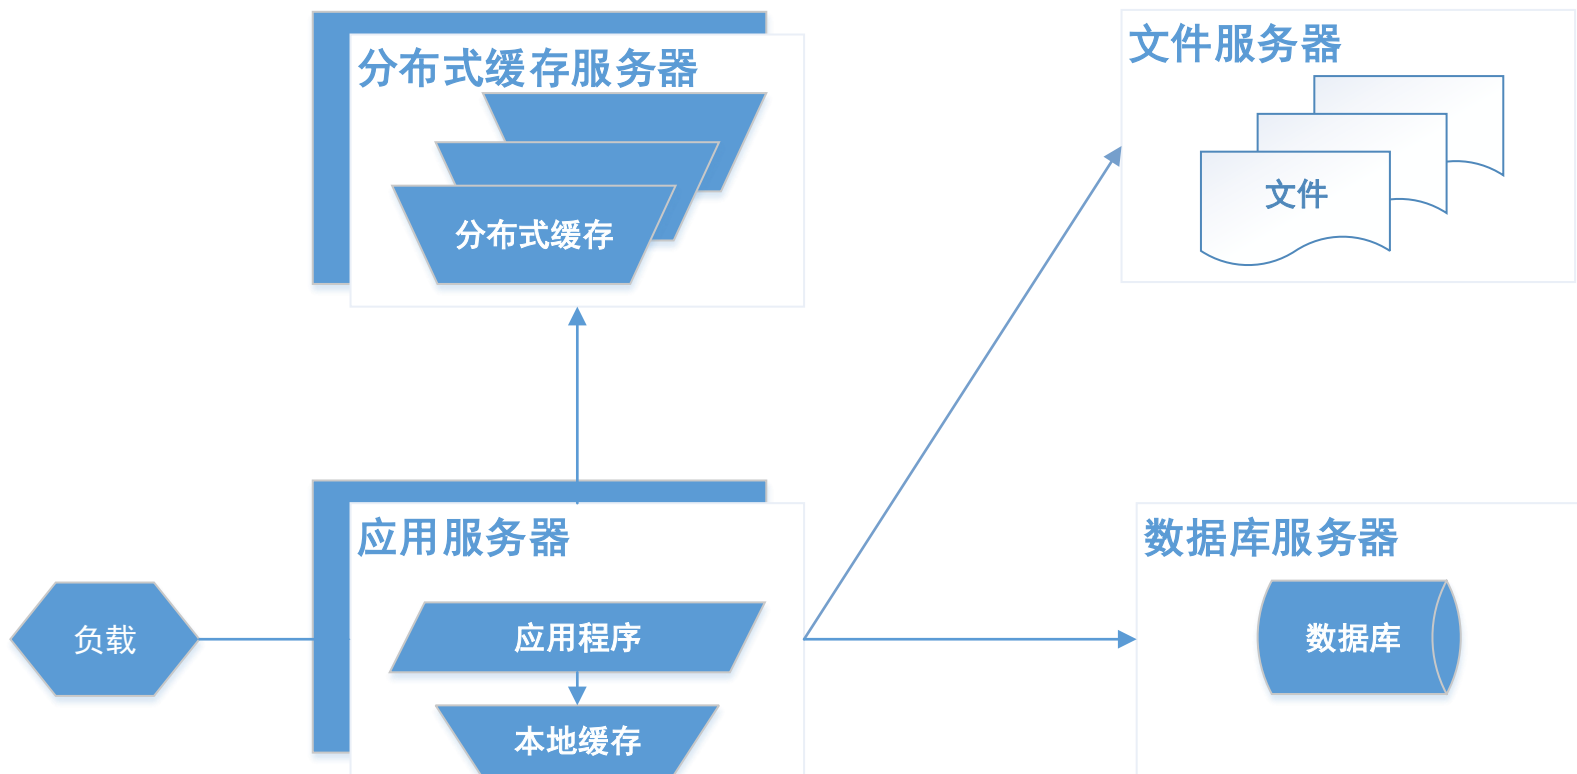 分布式缓存服务器
分布式缓存
文件服务器
文件
应用服务器
负载
应用程序
本地缓存
数据库服务器
数据库